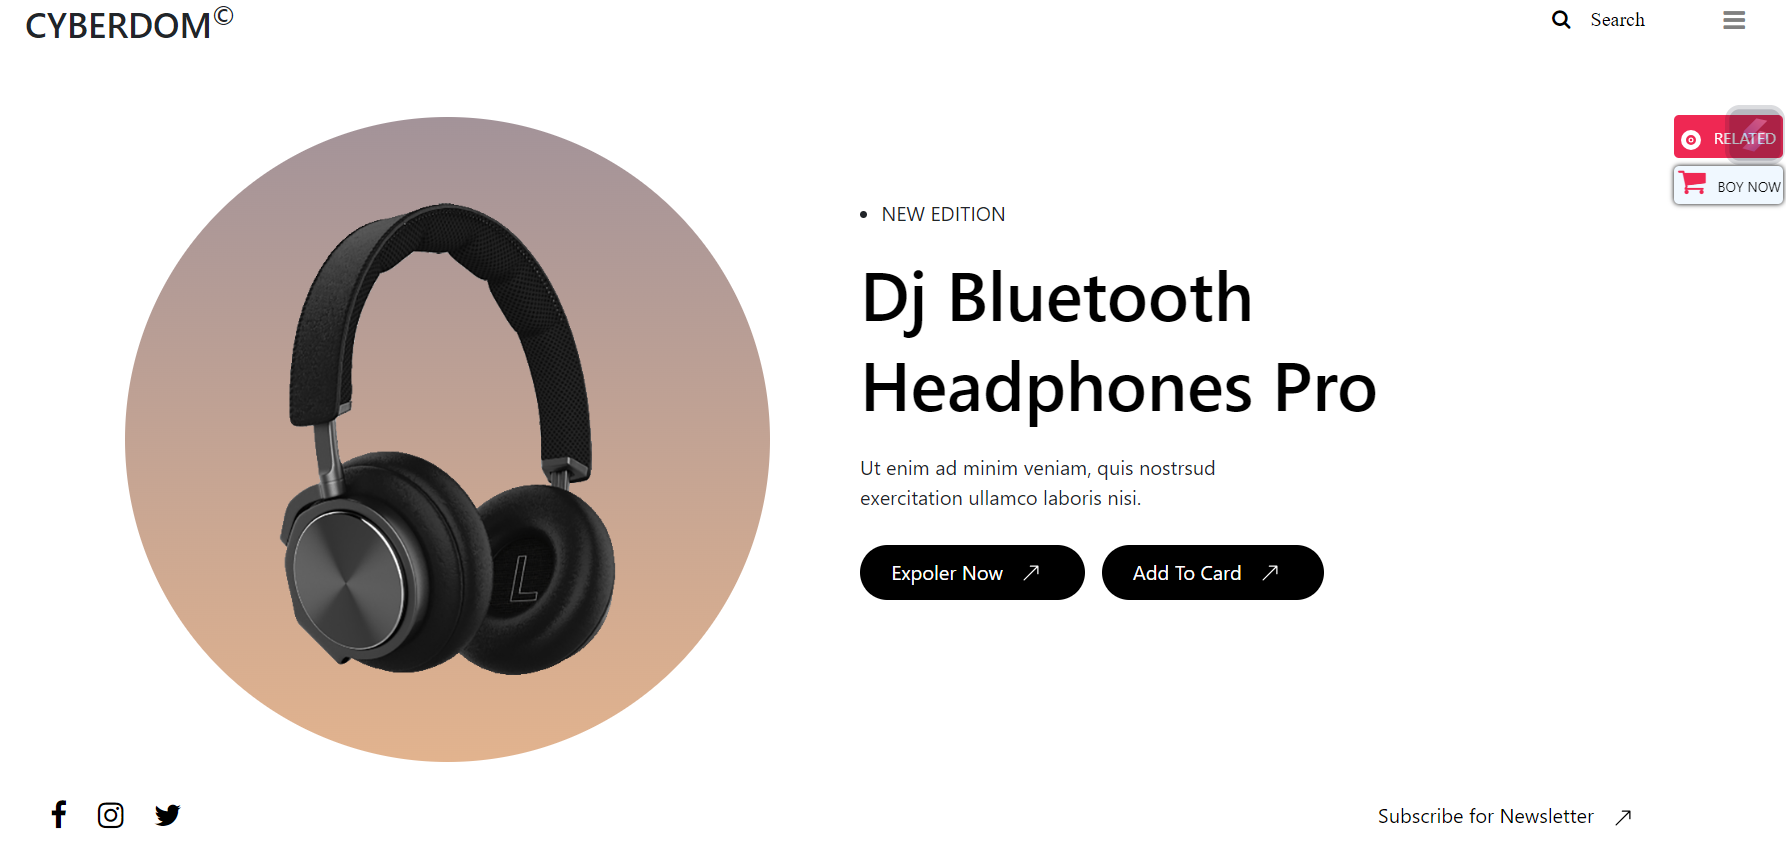 CYBERDOM©
Search
RELATED
BOY NOW
• NEW EDITION
Dj Bluetooth
Headphones Pro
Ut enim ad minim veniam, quis nostrsud
exercitation ullamco laboris nisi.
Expoler Now
Add To Card
L
Subscribe for Newsletter